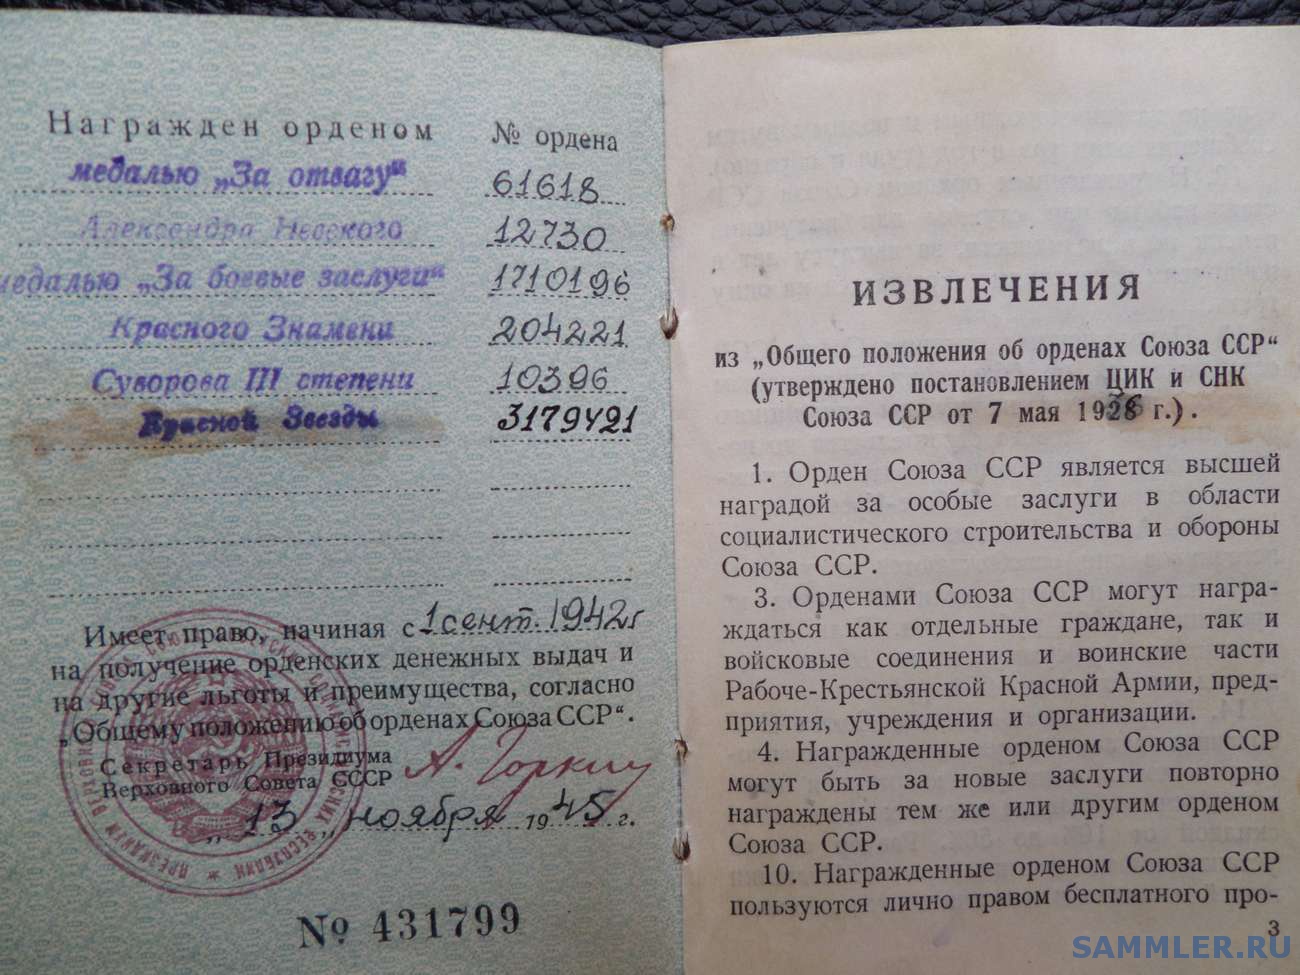 Награжден орденом № ордена
медалью „За отвагу“ 61618
Александра Невского 12730
медалью „За боевые заслуги“ 1710196
Красного Знамени 204221
Суворова III степени 10396
Красной Звезды 3179421
Имеет право, начиная с 1 сент. 1942 г
на получение орденских денежных выдач и
на другие льготы и преимущества, согласно
„Общему положению об орденах Союза ССР“.
Секретарь Президиума
Верховного Совета СССР А. Горкин
„13„ ноября 1945 г.
№ 431799
ИЗВЛЕЧЕНИЯ
из „Общего положения об орденах Союза ССР“
(утверждено постановлением ЦИК и СНК
Союза ССР от 7 мая 1936 г.).
1. Орден Союза ССР является высшей
наградой за особые заслуги в области
социалистического строительства и обороны
Союза ССР.
3. Орденами Союза ССР могут награ-
ждаться как отдельные граждане, так и
войсковые соединения и воинские части
Рабоче-Крестьянской Красной Армии, пред-
приятия, учреждения и организации.
4. Награжденные орденом Союза ССР
могут быть за новые заслуги повторно
награждены тем же или другим орденом
Союза ССР.
10. Награжденные орденом Союза ССР
пользуются лично правом бесплатного про-
3
SAMMLER.RU